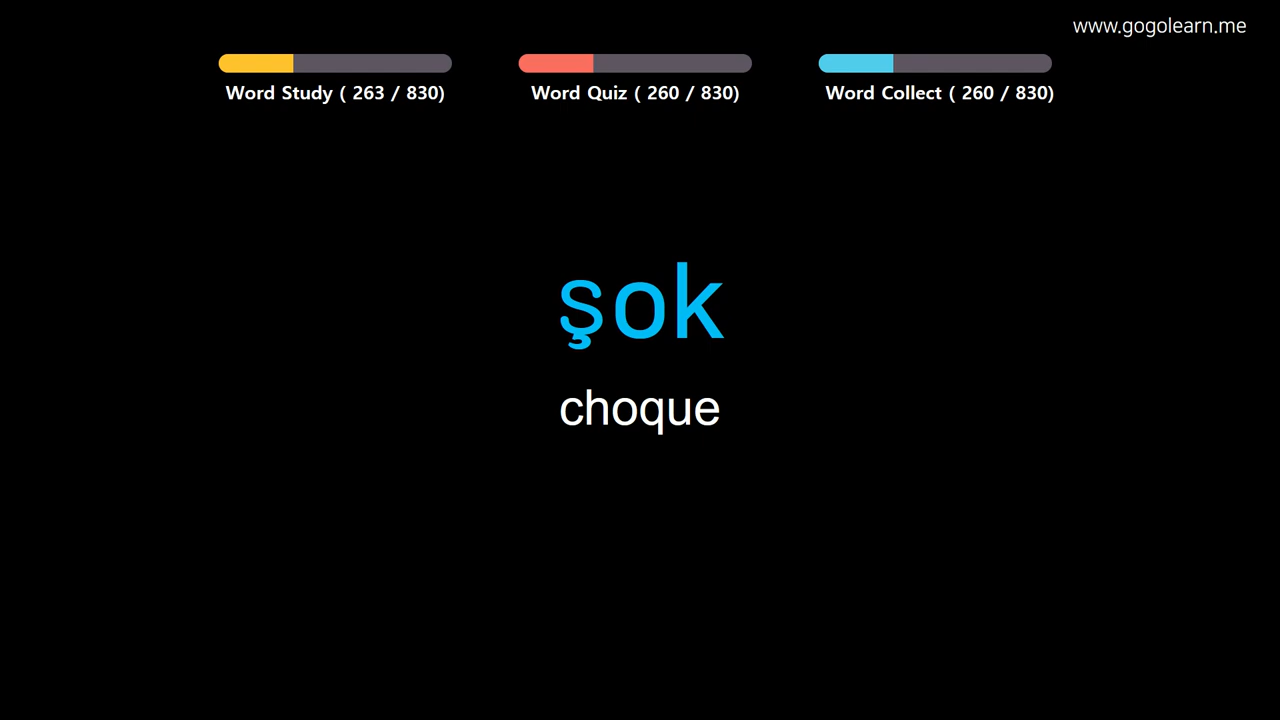 www.gogolearn.me
Word Study ( 263 / 830)
Word Quiz ( 260 / 830)
Word Collect ( 260 / 830)
şok
choque